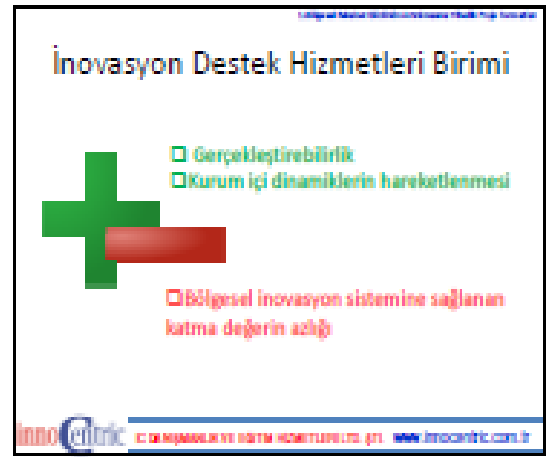 İnovasyon Destek Hizmetleri Birimi
Gerçekleştirebilirlik
Kurum içi dinamiklerin hareketlenmesi
Bölgesel inovasyon sistemine sağlanan
katma değerin azlığı
innoCentric
www.innocentric.com.tr